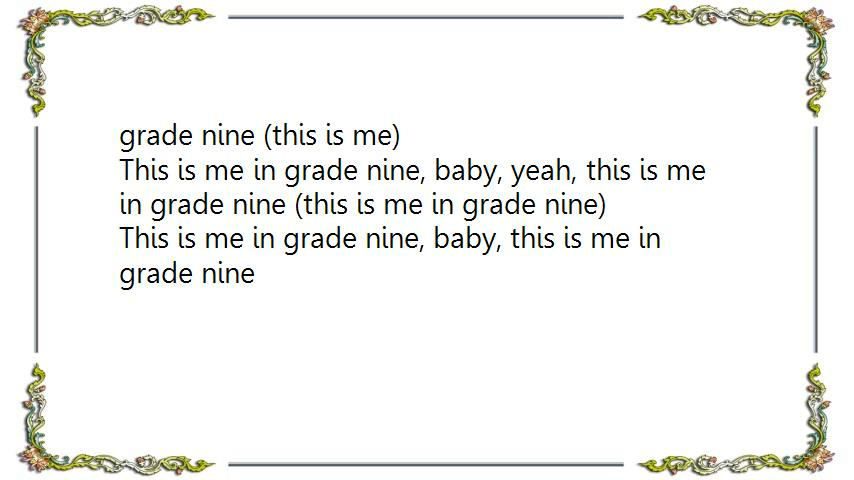 grade nine (this is me)
This is me in grade nine, baby, yeah, this is me
in grade nine (this is me in grade nine)
This is me in grade nine, baby, this is me in
grade nine